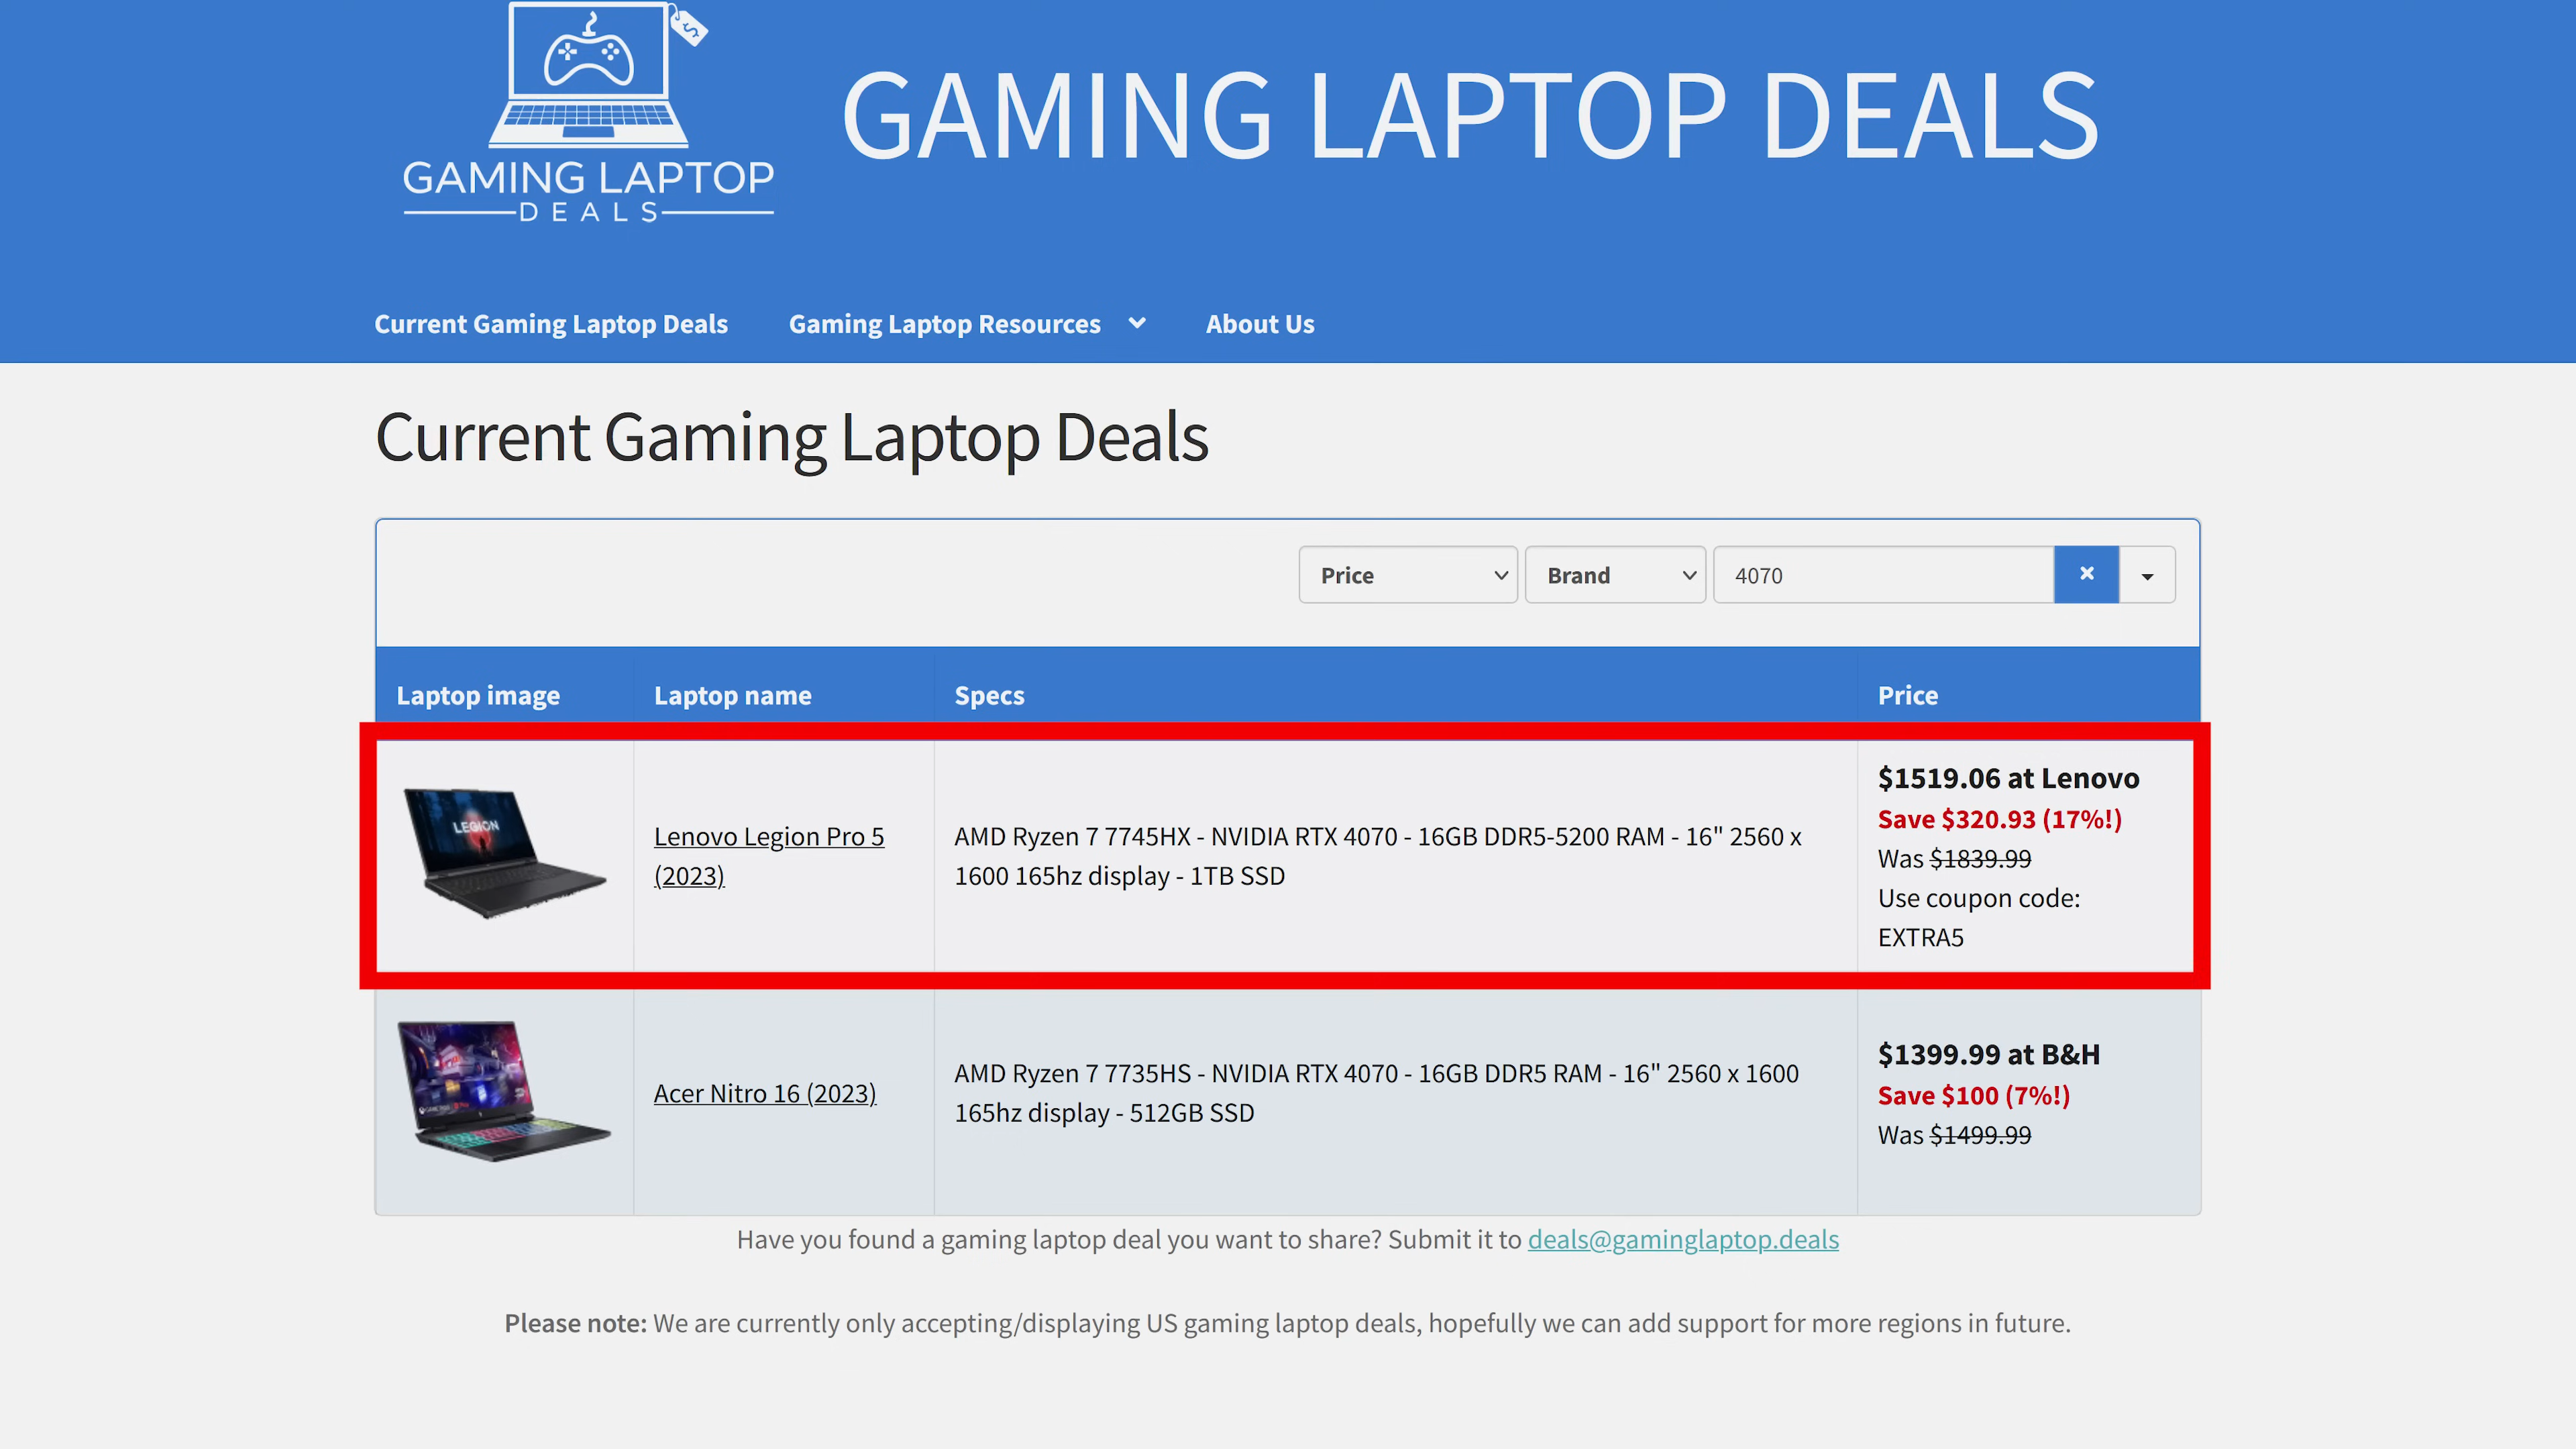 GAMING LAPTOP
DEALS
GAMING LAPTOP DEALS
Current Gaming Laptop Deals
Gaming Laptop Resources
About Us
Current Gaming Laptop Deals
Price
Brand
4070
Laptop image
Laptop name
Specs
Price
LEGION
Lenovo Legion Pro 5
(2023)
AMD Ryzen 7 7745HX - NVIDIA RTX 4070 - 16GB DDR5-5200 RAM - 16" 2560 x
1600 165hz display - 1TB SSD
$1519.06 at Lenovo
Save $320.93 (17%!)
Was $1839.99
Use coupon code:
EXTRA5
Acer Nitro 16 (2023)
AMD Ryzen 7 7735HS - NVIDIA RTX 4070 - 16GB DDR5 RAM - 16" 2560 x 1600
165hz display - 512GB SSD
$1399.99 at B&H
Save $100 (7%!)
Was $1499.99
Have you found a gaming laptop deal you want to share? Submit it to deals@gaminglaptop.deals
Please note: We are currently only accepting/displaying US gaming laptop deals, hopefully we can add support for more regions in future.